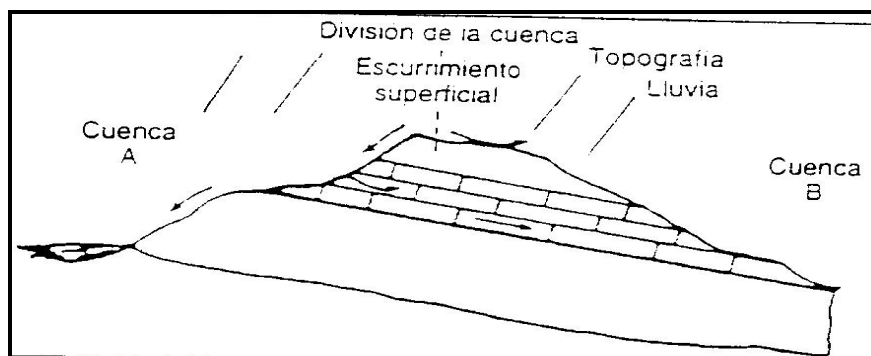 División de la cuenca
Escurrimiento
superficial
Topografía
Lluvia
Cuenca
A
Cuenca
B